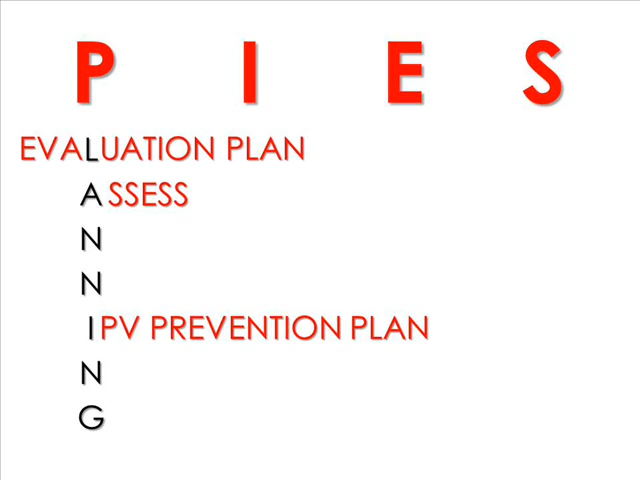 P I E S
EVALUATION PLAN
ASSESS
N
N
IPV PREVENTION PLAN
N
G